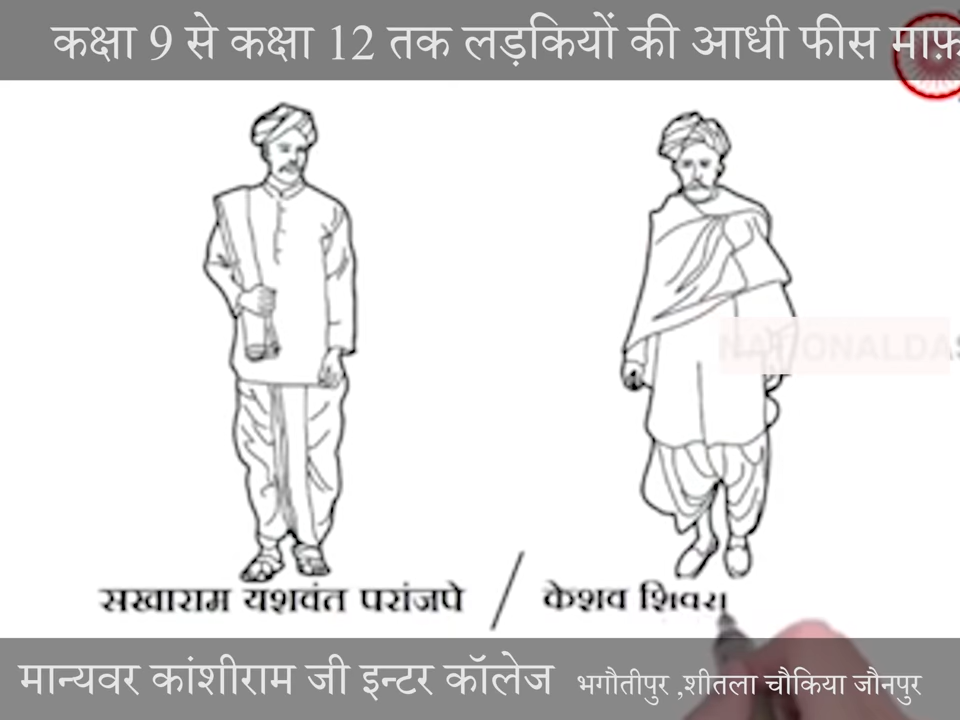 कक्षा 9 से कक्षा 12 तक लड़कियों की आधी फीस माफ़
NATIONALDAS
सखाराम यशवंत परांजपे / केशव शिवरा
मान्यवर कांशीराम जी इन्टर कॉलेज भगौतीपुर ,शीतला चौकिया जौनपुर